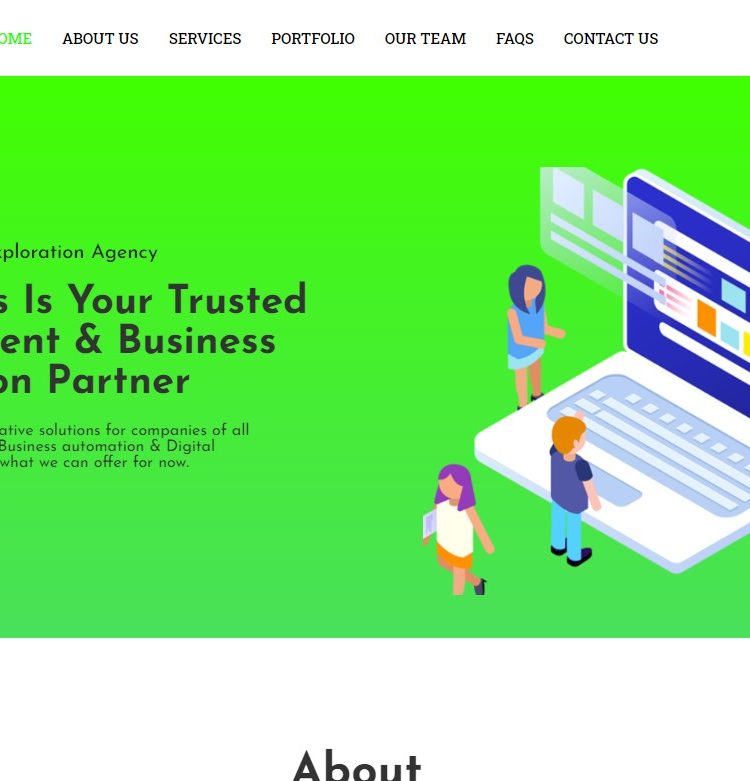 OME ABOUT US SERVICES PORTFOLIO OUR TEAM FAQS CONTACT US
xploration Agency
s Is Your Trusted
ent & Business
on Partner
ative solutions for companies of all
Business automation & Digital
what we can offer for now.
About